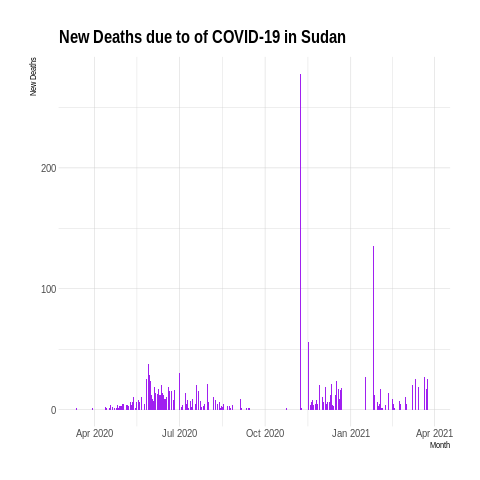 New Deaths due to of COVID-19 in Sudan
New Deaths
200
100
0
Apr 2020 Jul 2020 Oct 2020 Jan 2021 Apr 2021
Month